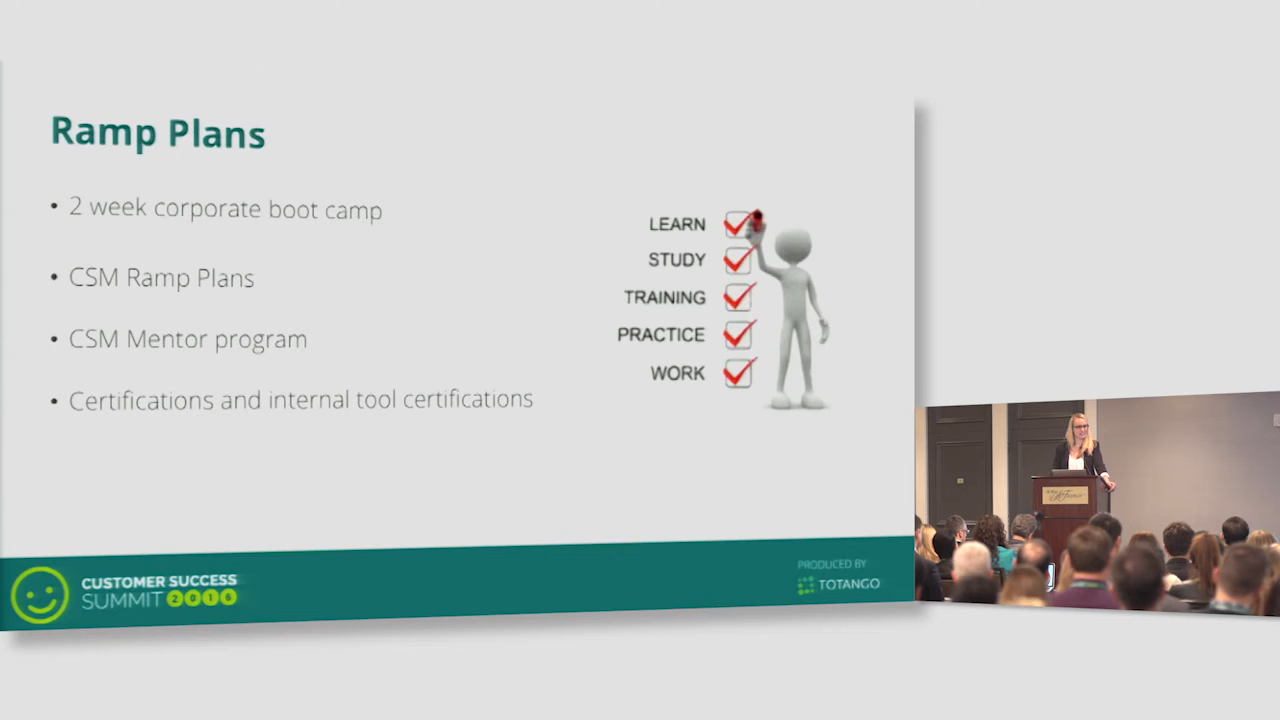 Ramp Plans
• 2 week corporate boot camp
• CSM Ramp Plans
• CSM Mentor program
• Certifications and internal tool certifications
LEARN
STUDY
TRAINING
PRACTICE
WORK
CUSTOMER SUCCESS
SUMMIT 2016
PRODUCED BY
TOTANGO